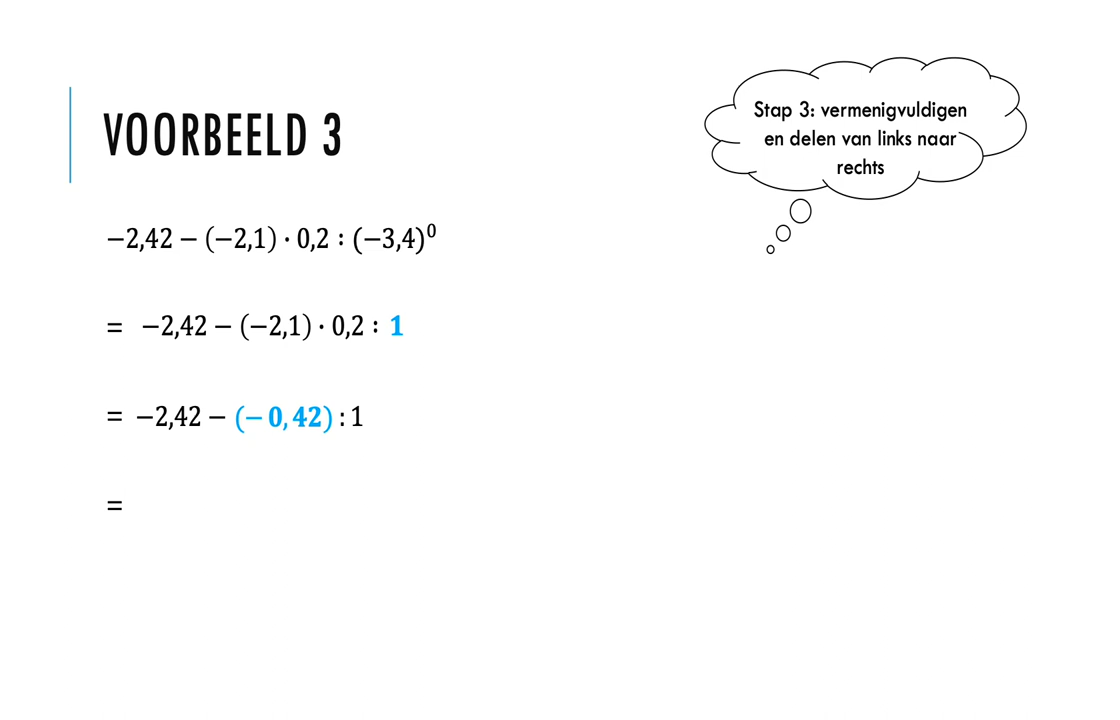 VOORBEELD 3
Stap 3: vermenigvuldigen
en delen van links naar
rechts
−2,42 − (−2,1) · 0,2 : (−3,4)⁰
= −2,42 − (−2,1) · 0,2 : 1
= −2,42 − (− 0, 42) : 1
=